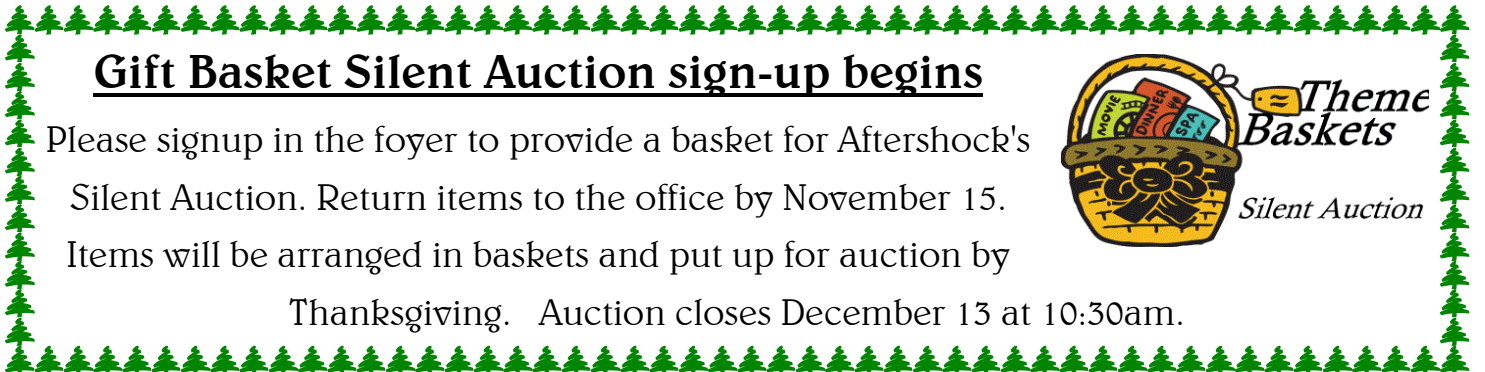 Gift Basket Silent Auction sign-up begins
Please signup in the foyer to provide a basket for Aftershock's
Silent Auction. Return items to the office by November 15.
Items will be arranged in baskets and put up for auction by
Thanksgiving. Auction closes December 13 at 10:30am.
MOVIE
DINNER
SPA
Theme
Baskets
Silent Auction